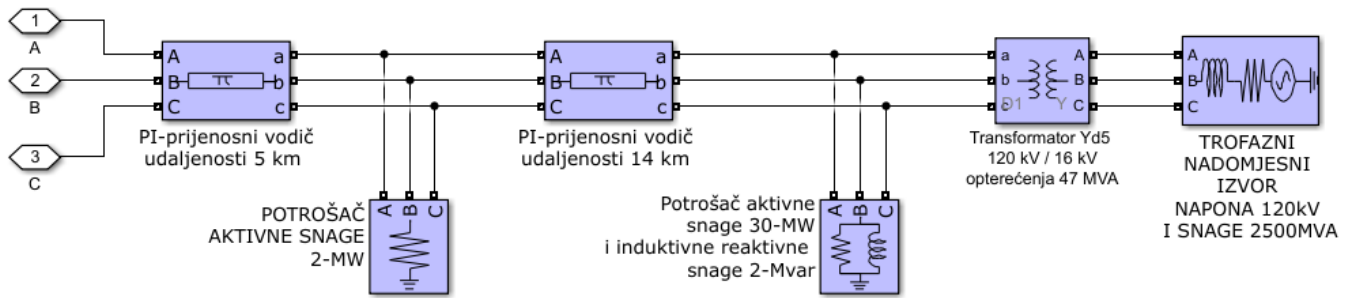 1
A
2
B
3
C
A a
B b
C c
PI-prijenosni vodič
udaljenosti 5 km
A B C
POTROŠAČ
AKTIVNE SNAGE
2-MW
A a
B b
C c
PI-prijenosni vodič
udaljenosti 14 km
A B C
Potrošač aktivne
snage 30-MW
i induktivne reaktivne
snage 2-Mvar
a A
b B
c C
D1 Y
Transformator Yd5
120 kV / 16 kV
opterećenja 47 MVA
A
B
C
TROFAZNI
NADOMJESNI
IZVOR
NAPONA 120kV
I SNAGE 2500MVA